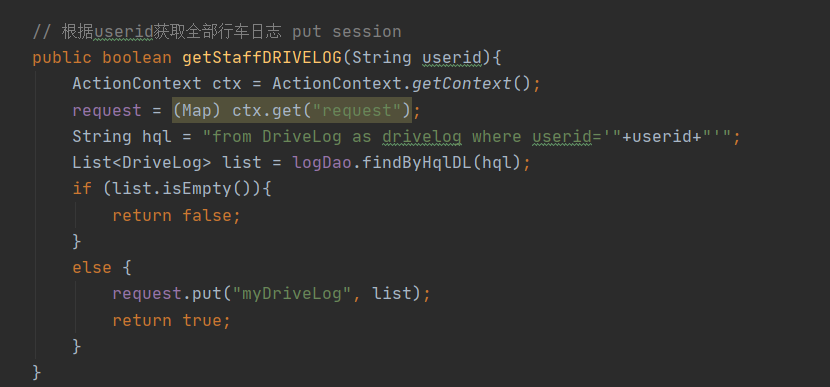 // 根据userid获取全部行车日志 put session
public boolean getStaffDRIVELOG(String userid){
ActionContext ctx = ActionContext.getContext();
request = (Map) ctx.get("request");
String hql = "from DriveLog as drivelog where userid='"+userid+"'";
List<DriveLog> list = logDao.findByHqlDL(hql);
if (list.isEmpty()){
return false;
}
else {
request.put("myDriveLog", list);
return true;
}
}